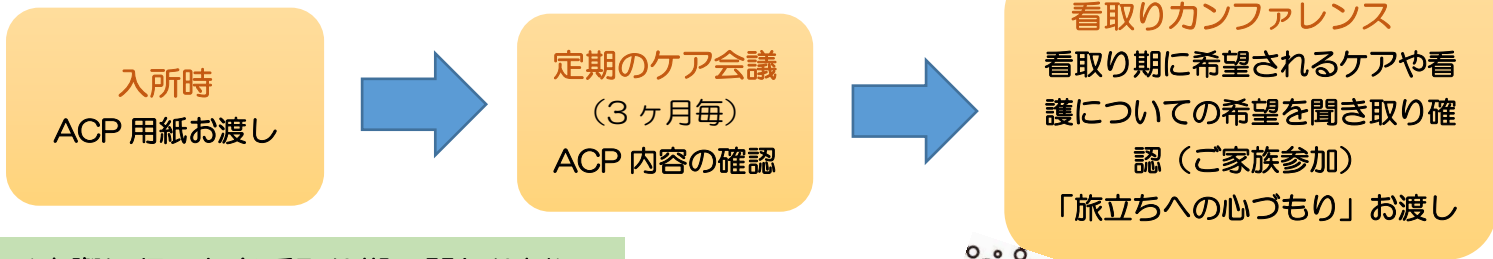 入所時
ACP 用紙お渡し
定期のケア会議
（3 ヶ月毎）
ACP 内容の確認
看取りカンファレンス
看取り期に希望されるケアや看
護についての希望を聞き取り確
認（ご家族参加）
「旅立ちへの心づもり」お渡し